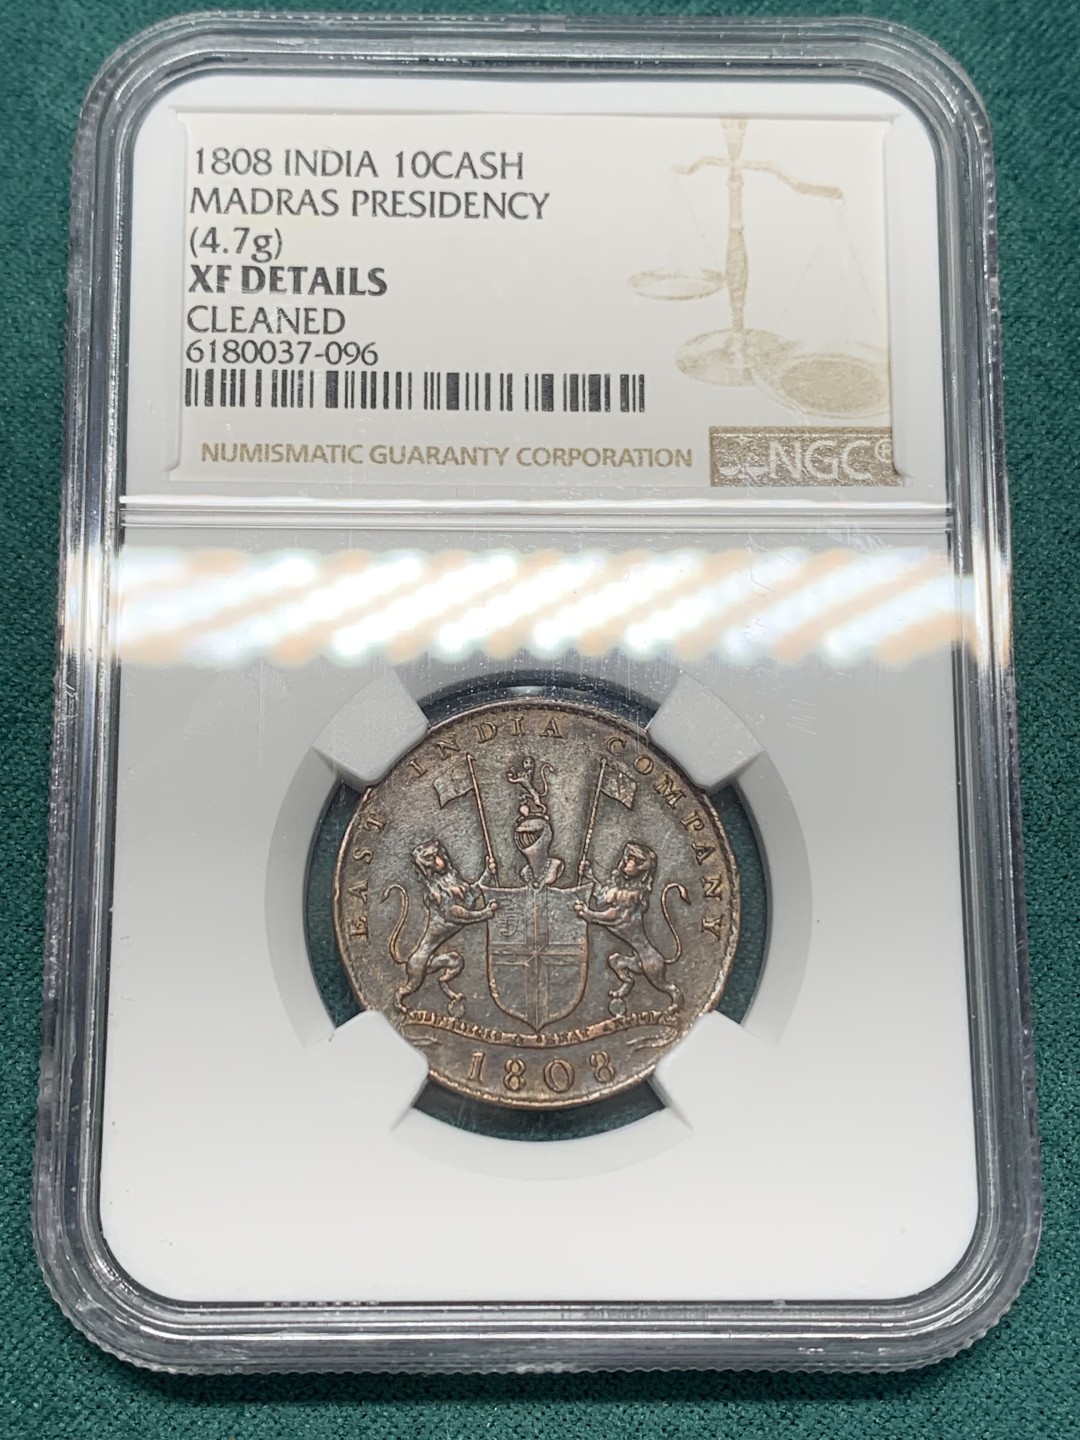 1808 INDIA 10CASH
MADRAS PRESIDENCY
(4.7g)
XF DETAILS
CLEANED
6180037-096
NUMISMATIC GUARANTY CORPORATION
NGC®
EAST INDIA COMPANY
1808